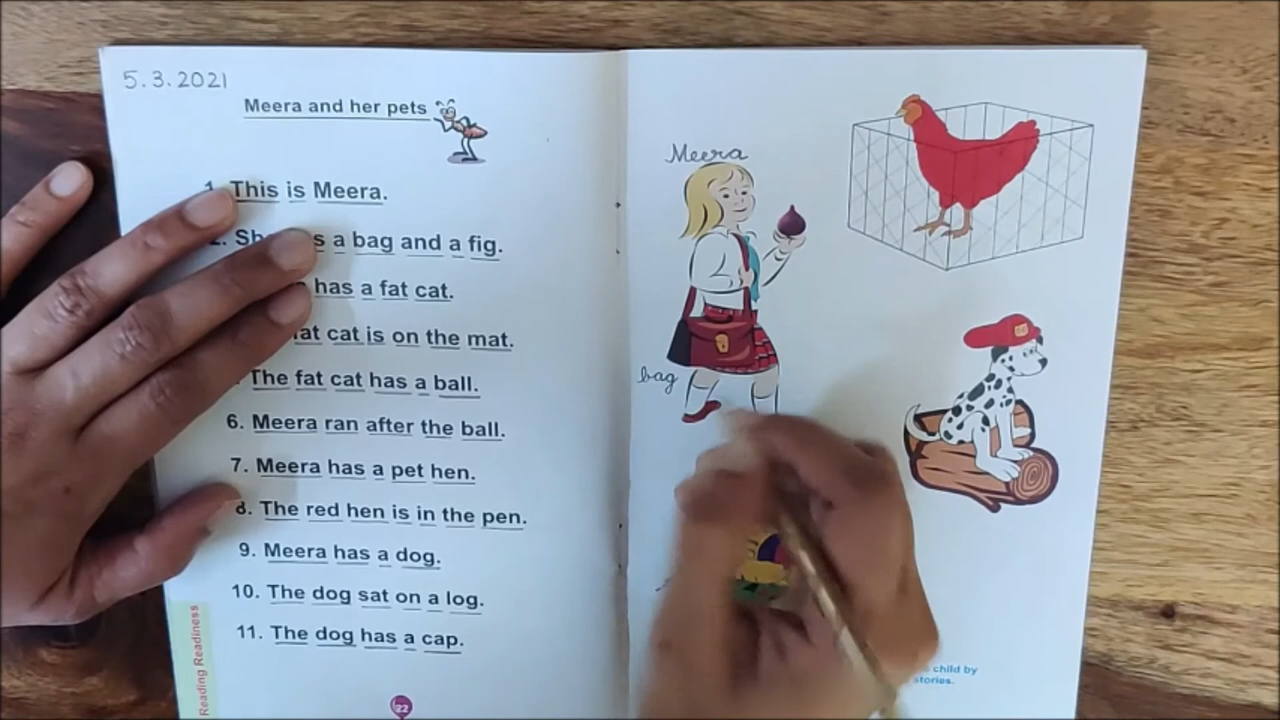 5.3.2021
Meera and her pets
1. This is Meera.
2. a bag and a fig.
has a fat cat.
cat is on the mat.
The fat cat has a ball.
6. Meera ran after the ball.
7. Meera has a pet hen.
8. The red hen is in the pen.
9. Meera has a dog.
10. The dog sat on a log.
11. The dog has a cap.
Reading Readiness
22
Meera
bag
child by
stories.